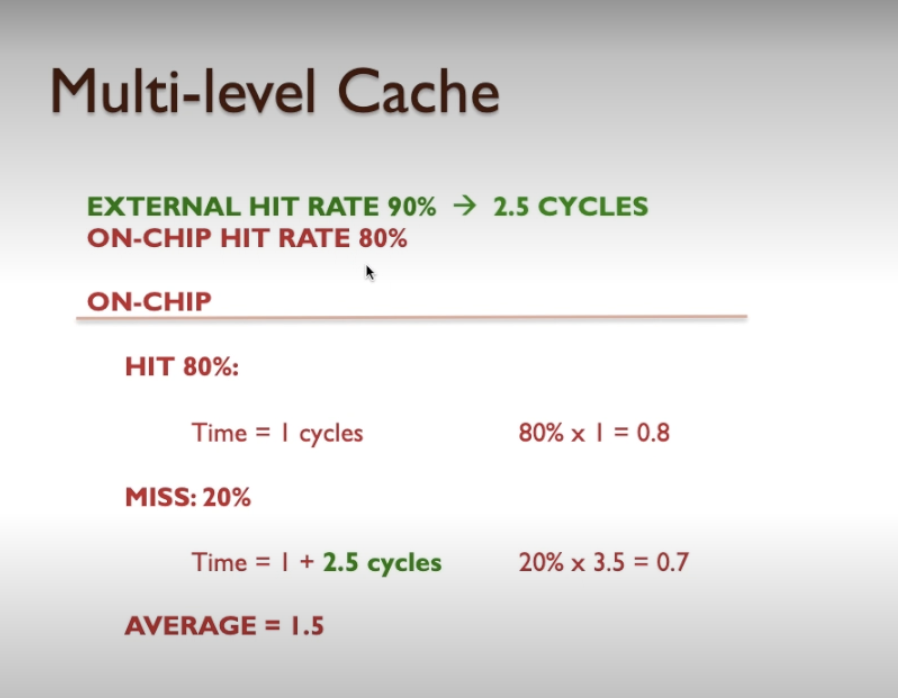 Multi-level Cache
EXTERNAL HIT RATE 90% → 2.5 CYCLES
ON-CHIP HIT RATE 80%
ON-CHIP
HIT 80%:
Time = 1 cycles 80% x 1 = 0.8
MISS: 20%
Time = 1 + 2.5 cycles 20% x 3.5 = 0.7
AVERAGE = 1.5